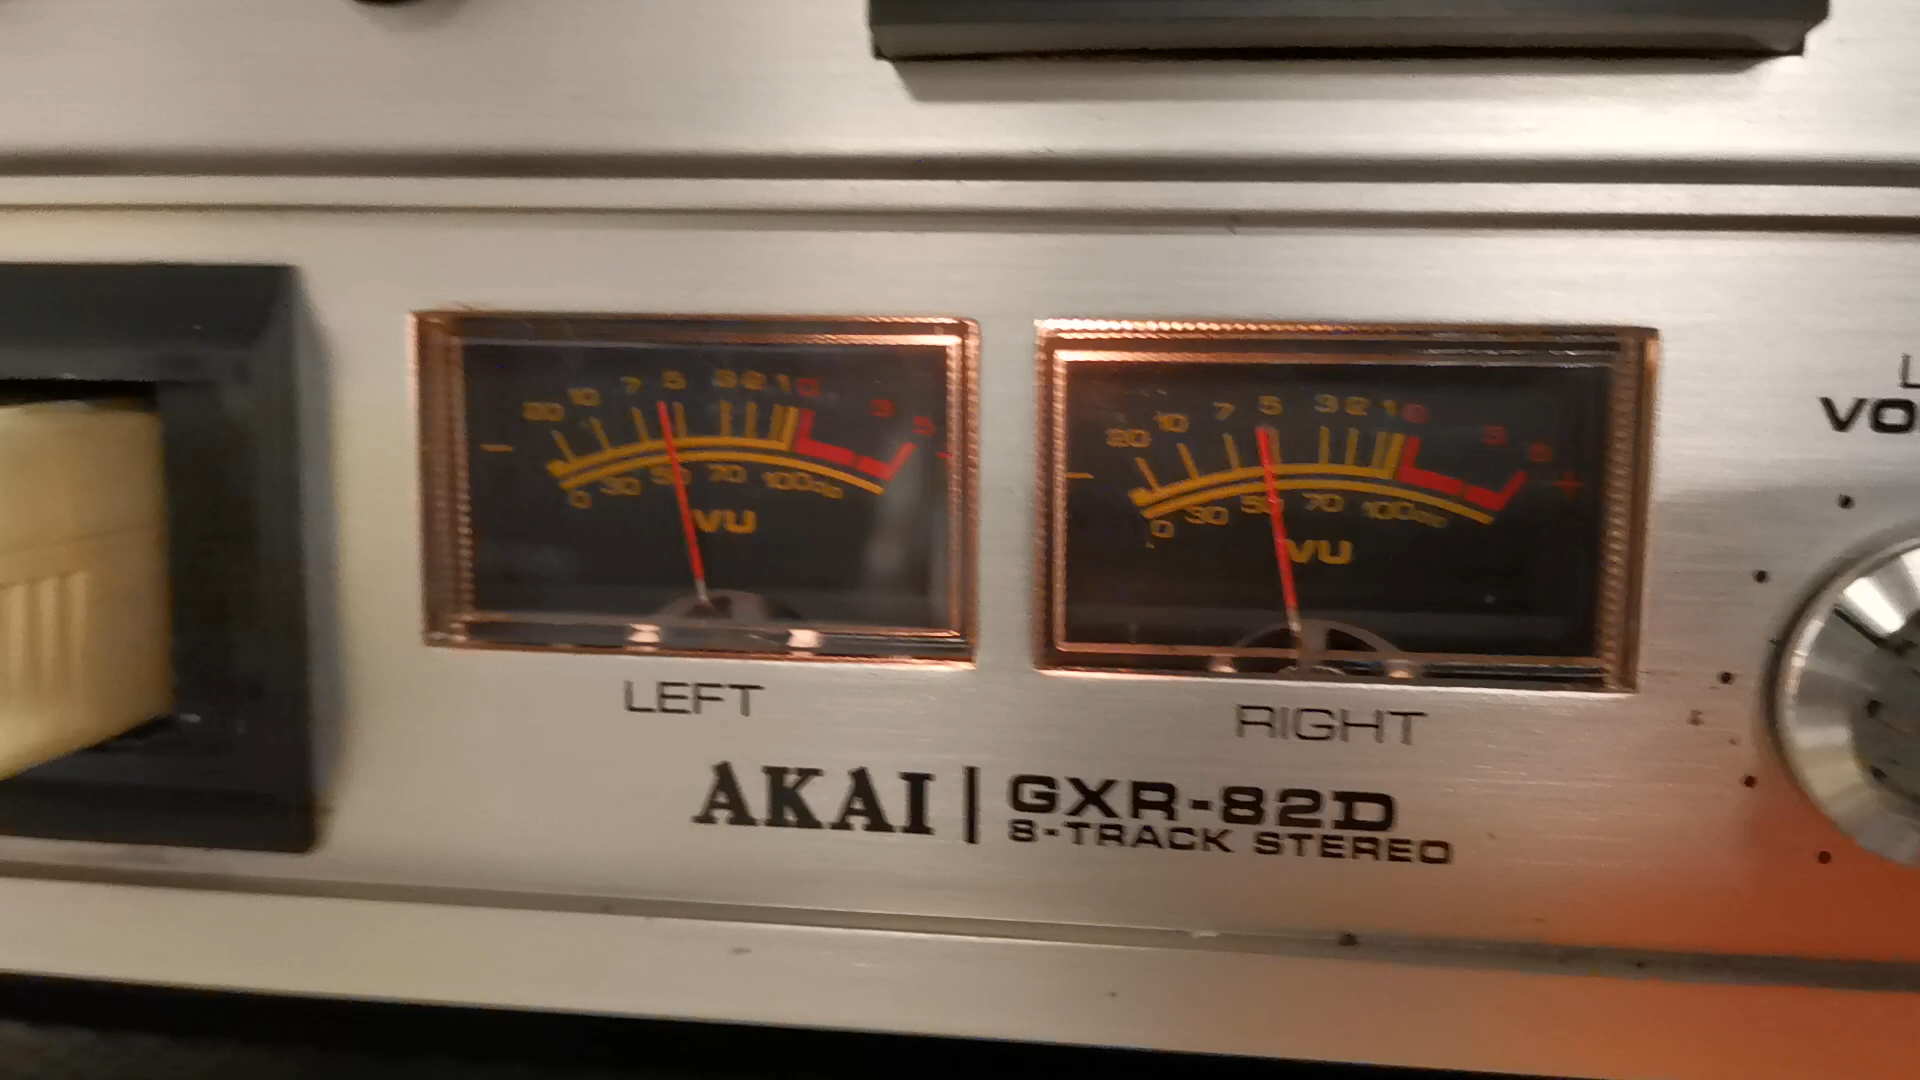 20 10 7 5 3 2 1 0 3 5
-
0 30 50 70 100%
VU
LEFT
20 10 7 5 3 2 1 0 3 5
- +
0 30 50 70 100%
VU
RIGHT
AKAI | GXR-82D
8-TRACK STEREO